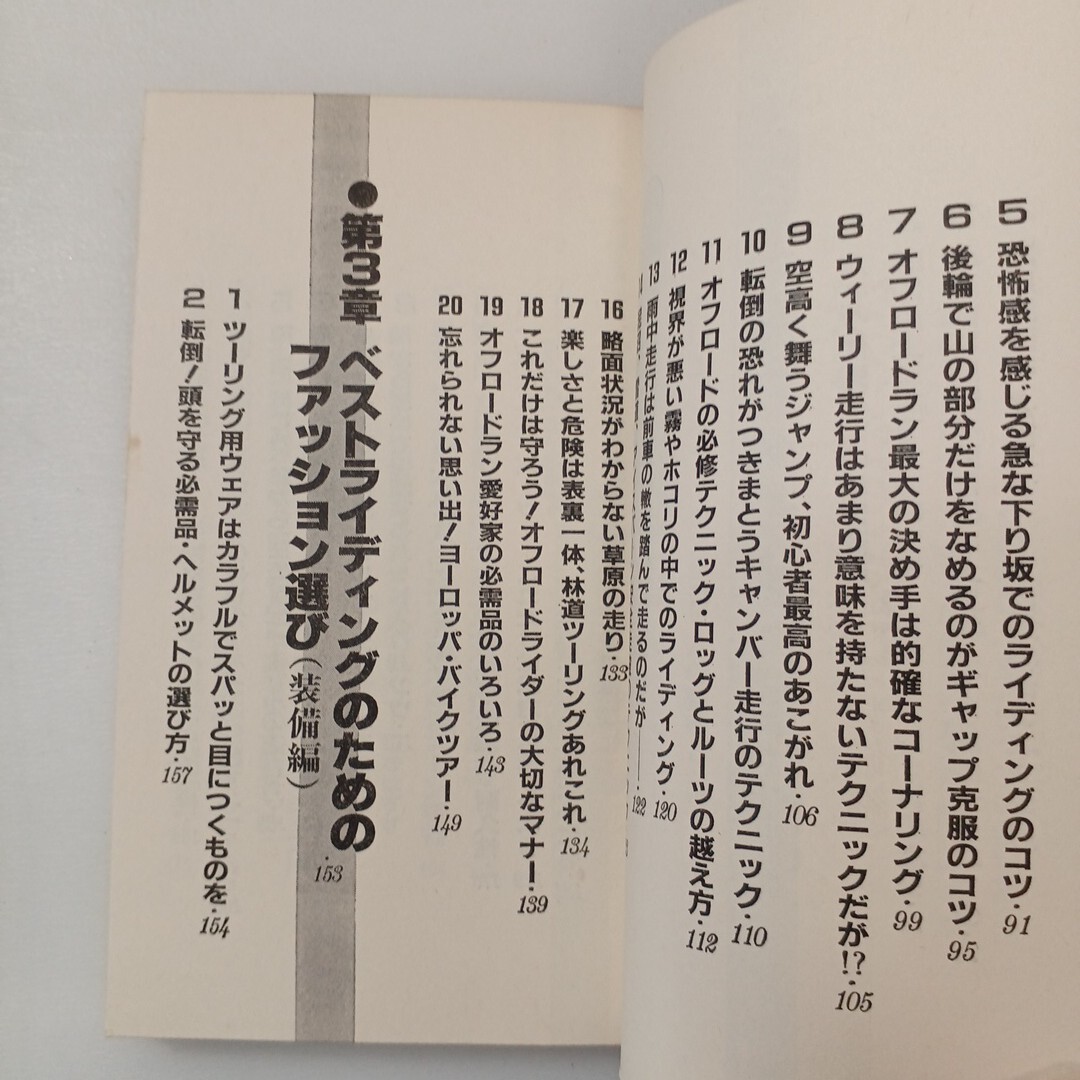 5 恐怖感を感じる急な下り坂でのライディングのコツ・91
6 後輪で山の部分だけをなめるのがギャップ克服のコツ・95
7 オフロードラン最大の決め手は的確なコーナリング・99
8 ウィーリー走行はあまり意味を持たないテクニックだが!?・105
9 空高く舞うジャンプ、初心者最高のあこがれ・106
10 転倒の恐れがつきまとうキャンバー走行のテクニック・110
11 オフロードの必修テクニック・ロッグとルーツの越え方・112
12 視界が悪い霧やホコリの中でのライディング・120
13 雨中走行は前車の轍を踏んで走るのだが——・122
16 略面状況がわからない草原の走り・133
17 楽しさと危険は表裏一体、林道ツーリングあれこれ・134
18 これだけは守ろう!オフロードライダーの大切なマナー・139
19 オフロードラン愛好家の必需品のいろいろ・143
20 忘れられない思い出!ヨーロッパ・バイクツアー・149
●第3章 ベストライディングのための
ファッション選び(装備編)・153
1 ツーリング用ウェアはカラフルでスパッと目につくものを・154
2 転倒!頭を守る必需品・ヘルメットの選び方・157